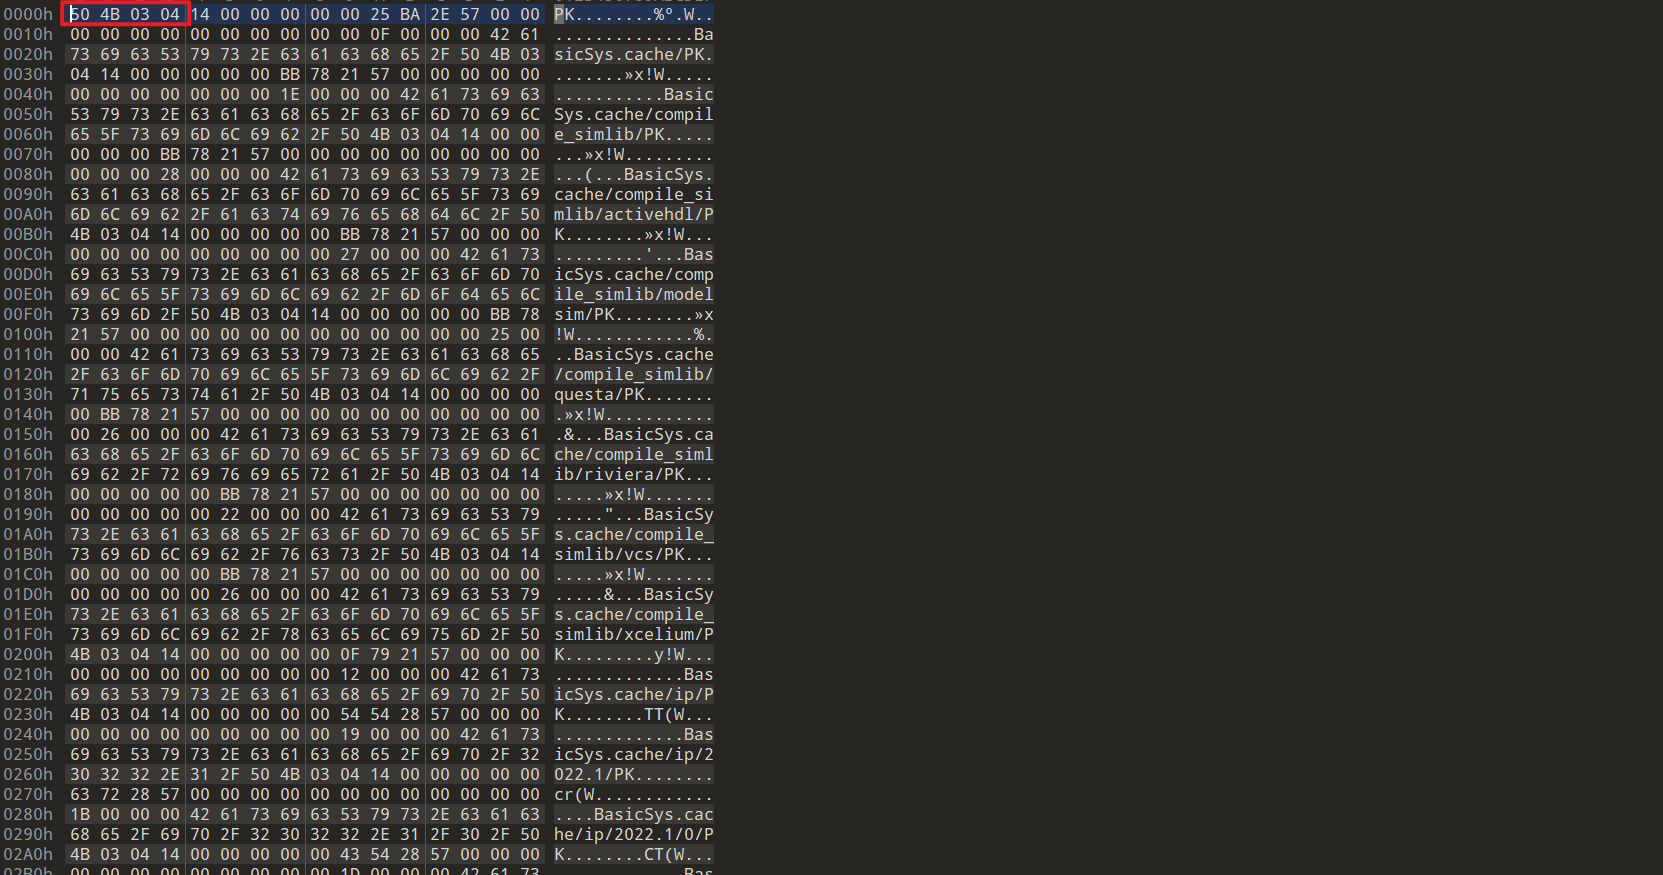 0000h 50 4B 03 04 14 00 00 00 00 00 25 BA 2E 57 00 00 PK........%º.W..
0010h 00 00 00 00 00 00 00 00 00 00 0F 00 00 00 42 61 ..............Ba
0020h 73 69 63 53 79 73 2E 63 61 63 68 65 2F 50 4B 03 sicSys.cache/PK.
0030h 04 14 00 00 00 00 00 BB 78 21 57 00 00 00 00 00 .......»x!W.....
0040h 00 00 00 00 00 00 00 1E 00 00 00 42 61 73 69 63 ...........Basic
0050h 53 79 73 2E 63 61 63 68 65 2F 63 6F 6D 70 69 6C Sys.cache/compil
0060h 65 5F 73 69 6D 6C 69 62 2F 50 4B 03 04 14 00 00 e_simlib/PK.....
0070h 00 00 00 BB 78 21 57 00 00 00 00 00 00 00 00 00 ...»x!W.........
0080h 00 00 00 28 00 00 00 42 61 73 69 63 53 79 73 2E ...(...BasicSys.
0090h 63 61 63 68 65 2F 63 6F 6D 70 69 6C 65 5F 73 69 cache/compile_si
00A0h 6D 6C 69 62 2F 61 63 74 69 76 65 68 64 6C 2F 50 mlib/activehdl/P
00B0h 4B 03 04 14 00 00 00 00 00 BB 78 21 57 00 00 00 K........»x!W...
00C0h 00 00 00 00 00 00 00 00 00 27 00 00 00 42 61 73 .........'...Bas
00D0h 69 63 53 79 73 2E 63 61 63 68 65 2F 63 6F 6D 70 icSys.cache/comp
00E0h 69 6C 65 5F 73 69 6D 6C 69 62 2F 6D 6F 64 65 6C ile_simlib/model
00F0h 73 69 6D 2F 50 4B 03 04 14 00 00 00 00 00 BB 78 sim/PK........»x
0100h 21 57 00 00 00 00 00 00 00 00 00 00 00 00 25 00 !W............%.
0110h 00 00 42 61 73 69 63 53 79 73 2E 63 61 63 68 65 ..BasicSys.cache
0120h 2F 63 6F 6D 70 69 6C 65 5F 73 69 6D 6C 69 62 2F /compile_simlib/
0130h 71 75 65 73 74 61 2F 50 4B 03 04 14 00 00 00 00 questa/PK.......
0140h 00 BB 78 21 57 00 00 00 00 00 00 00 00 00 00 00 .»x!W...........
0150h 00 26 00 00 00 42 61 73 69 63 53 79 73 2E 63 61 .&...BasicSys.ca
0160h 63 68 65 2F 63 6F 6D 70 69 6C 65 5F 73 69 6D 6C che/compile_siml
0170h 69 62 2F 72 69 76 69 65 72 61 2F 50 4B 03 04 14 ib/riviera/PK...
0180h 00 00 00 00 00 BB 78 21 57 00 00 00 00 00 00 00 .....»x!W.......
0190h 00 00 00 00 00 22 00 00 00 42 61 73 69 63 53 79 ....."...BasicSy
01A0h 73 2E 63 61 63 68 65 2F 63 6F 6D 70 69 6C 65 5F s.cache/compile_
01B0h 73 69 6D 6C 69 62 2F 76 63 73 2F 50 4B 03 04 14 simlib/vcs/PK...
01C0h 00 00 00 00 00 BB 78 21 57 00 00 00 00 00 00 00 .....»x!W.......
01D0h 00 00 00 00 00 26 00 00 00 42 61 73 69 63 53 79 .....&...BasicSy
01E0h 73 2E 63 61 63 68 65 2F 63 6F 6D 70 69 6C 65 5F s.cache/compile_
01F0h 73 69 6D 6C 69 62 2F 78 63 65 6C 69 75 6D 2F 50 simlib/xcelium/P
0200h 4B 03 04 14 00 00 00 00 00 0F 79 21 57 00 00 00 K.........y!W...
0210h 00 00 00 00 00 00 00 00 00 12 00 00 00 42 61 73 .............Bas
0220h 69 63 53 79 73 2E 63 61 63 68 65 2F 69 70 2F 50 icSys.cache/ip/P
0230h 4B 03 04 14 00 00 00 00 00 54 54 28 57 00 00 00 K........TT(W...
0240h 00 00 00 00 00 00 00 00 00 19 00 00 00 42 61 73 .............Bas
0250h 69 63 53 79 73 2E 63 61 63 68 65 2F 69 70 2F 32 icSys.cache/ip/2
0260h 30 32 32 2E 31 2F 50 4B 03 04 14 00 00 00 00 00 022.1/PK........
0270h 63 72 28 57 00 00 00 00 00 00 00 00 00 00 00 00 cr(W............
0280h 1B 00 00 00 42 61 73 69 63 53 79 73 2E 63 61 63 ....BasicSys.cac
0290h 68 65 2F 69 70 2F 32 30 32 32 2E 31 2F 30 2F 50 he/ip/2022.1/0/P
02A0h 4B 03 04 14 00 00 00 00 00 43 54 28 57 00 00 00 K........CT(W...
02B0h 00 00 00 00 00 00 00 00 00 1D 00 00 00 42 61 73 .............Bas